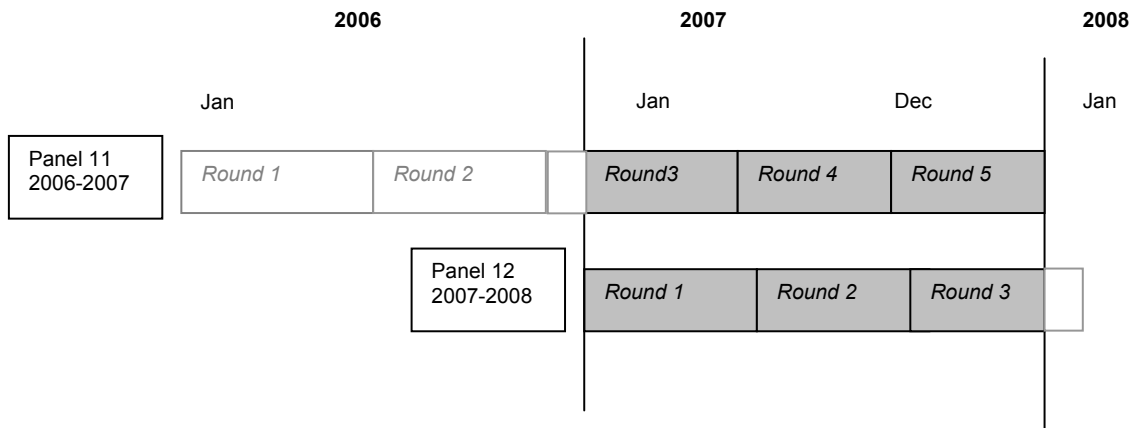 2006 2007 2008
Jan Jan Dec Jan
Panel 11
2006-2007
Round 1 Round 2 Round3 Round 4 Round 5
Panel 12
2007-2008
Round 1 Round 2 Round 3